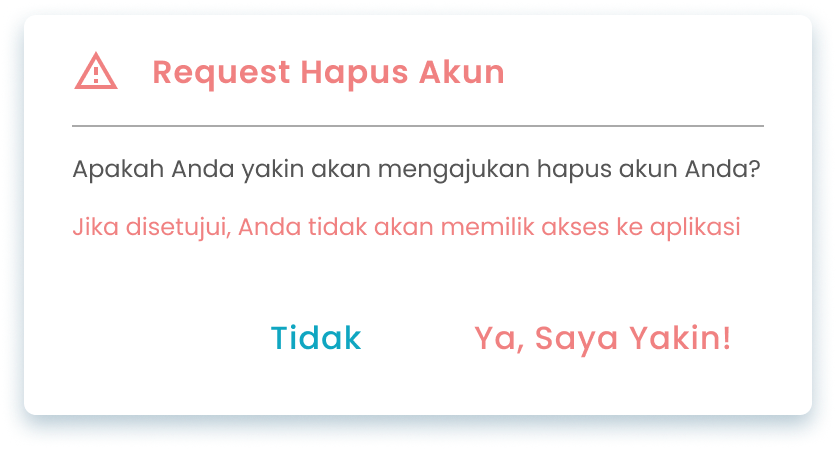 Request Hapus Akun
Apakah Anda yakin akan mengajukan hapus akun Anda?
Jika disetujui, Anda tidak akan memilik akses ke aplikasi
Tidak
Ya, Saya Yakin!